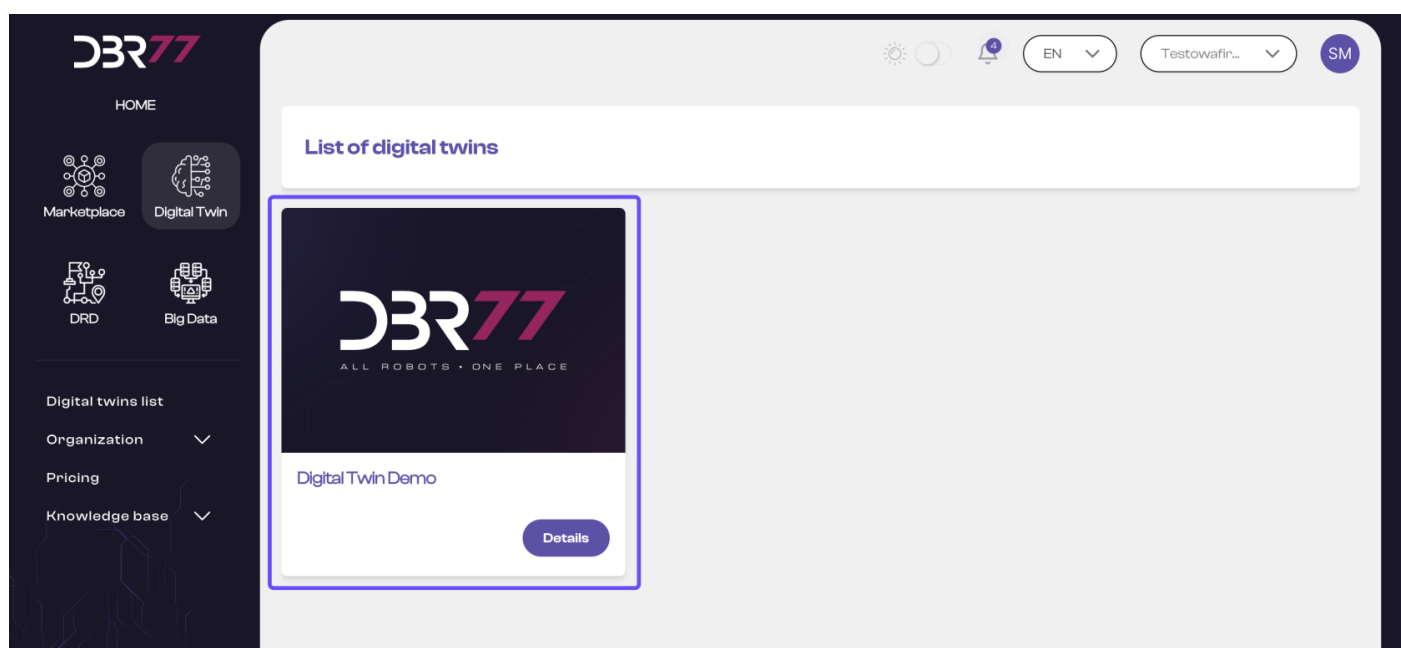 DBR77
HOME
Marketplace
Digital Twin
DRD
Big Data
Digital twins list
Organization
Pricing
Knowledge base
4
EN
Testowafir...
SM
List of digital twins
DBR77
ALL ROBOTS • ONE PLACE
Digital Twin Demo
Details